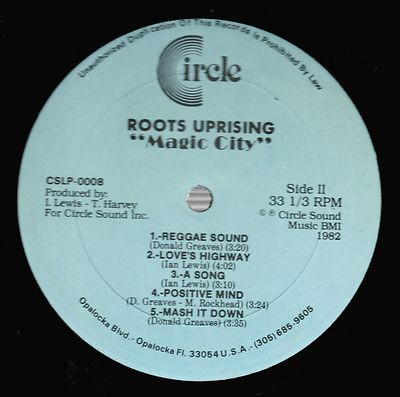 Unauthorized Duplication Of This Records is Prohibited By Law
Circle
ROOTS UPRISING
"Magic City"
CSLP-0008
Produced by:
I. Lewis - T. Harvey
For Circle Sound Inc.
Side II
33 1/3 RPM
© ℗ Circle Sound
Music BMI
1982
1.-REGGAE SOUND
(Donald Greaves) (3:20)
2.-LOVE'S HIGHWAY
(Ian Lewis) (4:02)
3.-A SONG
(Ian Lewis) (3:10)
4.-POSITIVE MIND
(D. Greaves - M. Rockhead) (3:24)
5.-MASH IT DOWN
(Donald Greaves) (3:35)
Opalocka Blvd.- Opalocka Fl. 33054 U.S.A.- (305) 685-9605